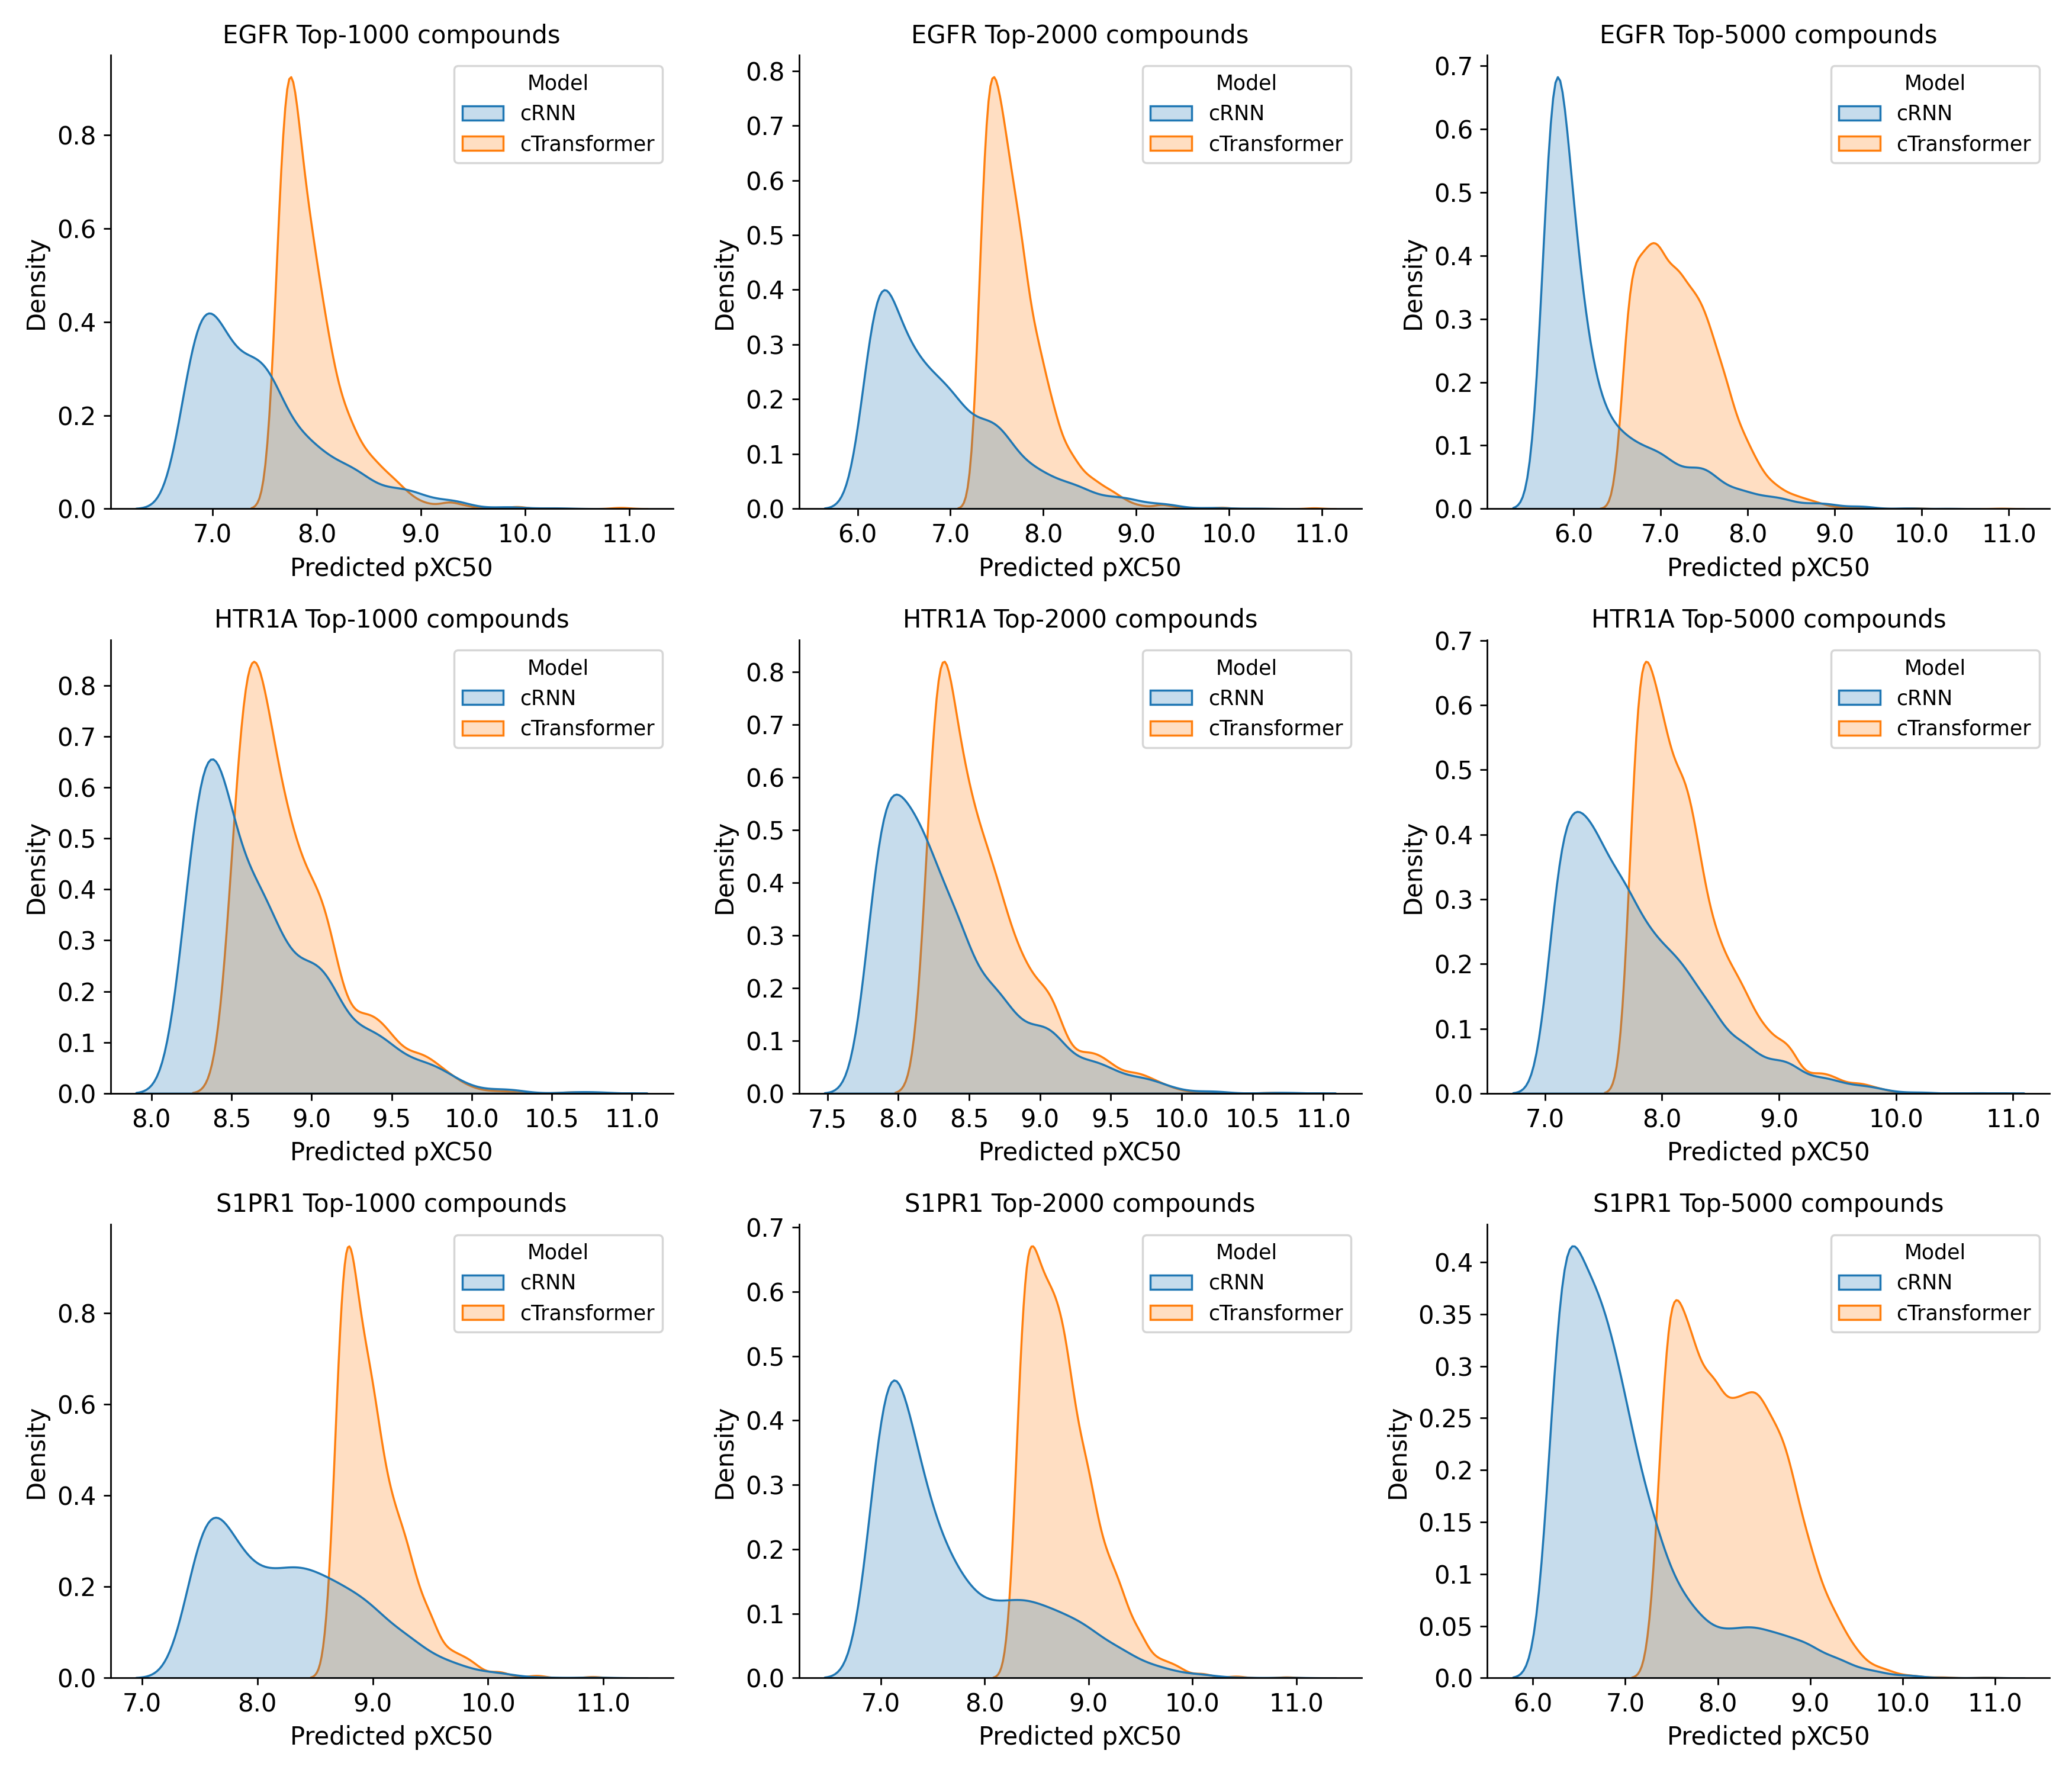 EGFR Top-1000 compounds
Density
0.0
0.2
0.4
0.6
0.8
7.0 8.0 9.0 10.0 11.0
Predicted pXC50
Model
cRNN
cTransformer
EGFR Top-2000 compounds
Density
0.0
0.1
0.2
0.3
0.4
0.5
0.6
0.7
0.8
6.0 7.0 8.0 9.0 10.0 11.0
Predicted pXC50
Model
cRNN
cTransformer
EGFR Top-5000 compounds
Density
0.0
0.1
0.2
0.3
0.4
0.5
0.6
0.7
6.0 7.0 8.0 9.0 10.0 11.0
Predicted pXC50
Model
cRNN
cTransformer
HTR1A Top-1000 compounds
Density
0.0
0.1
0.2
0.3
0.4
0.5
0.6
0.7
0.8
8.0 8.5 9.0 9.5 10.0 10.5 11.0
Predicted pXC50
Model
cRNN
cTransformer
HTR1A Top-2000 compounds
Density
0.0
0.1
0.2
0.3
0.4
0.5
0.6
0.7
0.8
7.5 8.0 8.5 9.0 9.5 10.0 10.5 11.0
Predicted pXC50
Model
cRNN
cTransformer
HTR1A Top-5000 compounds
Density
0.0
0.1
0.2
0.3
0.4
0.5
0.6
0.7
7.0 8.0 9.0 10.0 11.0
Predicted pXC50
Model
cRNN
cTransformer
S1PR1 Top-1000 compounds
Density
0.0
0.2
0.4
0.6
0.8
7.0 8.0 9.0 10.0 11.0
Predicted pXC50
Model
cRNN
cTransformer
S1PR1 Top-2000 compounds
Density
0.0
0.1
0.2
0.3
0.4
0.5
0.6
0.7
7.0 8.0 9.0 10.0 11.0
Predicted pXC50
Model
cRNN
cTransformer
S1PR1 Top-5000 compounds
Density
0.0
0.05
0.1
0.15
0.2
0.25
0.3
0.35
0.4
6.0 7.0 8.0 9.0 10.0 11.0
Predicted pXC50
Model
cRNN
cTransformer